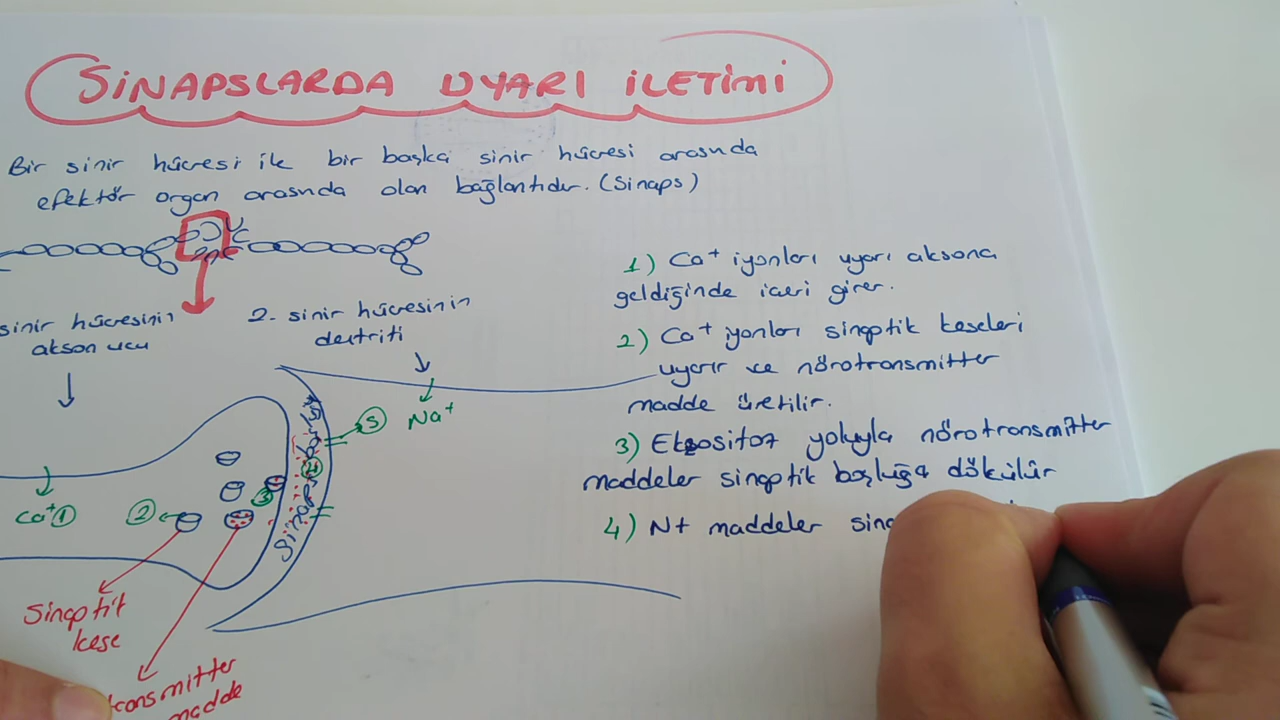 SİNAPSLARDA UYARI İLETİMİ
Bir sinir hücresi ile bir başka sinir hücresi arasında
efektör organ arasında olan bağlantıdır. (Sinaps)
sinir hücresinin
akson ucu
2. sinir hücresinin
destriti
Na+
5
4
3
2
Ca+ 1
Sinaptik
kese
transmitter
madde
1) Ca+ iyonları uyarı aksona
geldiğinde içeri girer.
2) Ca+ iyonları sinaptik keseleri
uyarır ve nörotransmitter
madde üretilir.
3) Ekzositoz yoluyla nörotransmitter
maddeler sinaptik boşluğa dökülür
4) Nt maddeler